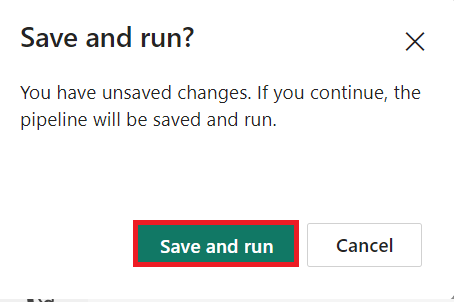 Save and run?
You have unsaved changes. If you continue, the
pipeline will be saved and run.
Save and run
Cancel